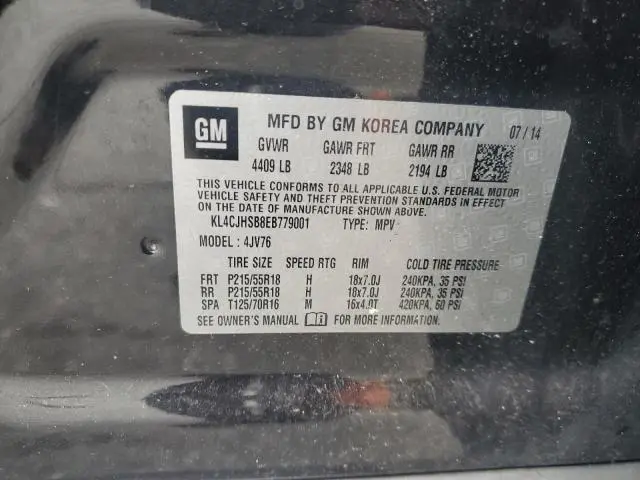 GM MFD BY GM KOREA COMPANY 07/14
GVWR GAWR FRT GAWR RR
4409 LB 2348 LB 2194 LB
THIS VEHICLE CONFORMS TO ALL APPLICABLE U.S. FEDERAL MOTOR
VEHICLE SAFETY AND THEFT PREVENTION STANDARDS IN
EFFECT ON THE DATE OF MANUFACTURE SHOWN ABOVE.
KL4CJHSB8EB779001 TYPE: MPV
MODEL : 4JV76
TIRE SIZE SPEED RTG RIM COLD TIRE PRESSURE
FRT P215/55R18 H 18x7.0J 240KPA, 35 PSI
RR P215/55R18 H 18x7.0J 240KPA, 35 PSI
SPA T125/70R16 M 16x4.0T 420KPA, 60 PSI
SEE OWNER'S MANUAL FOR MORE INFORMATION.